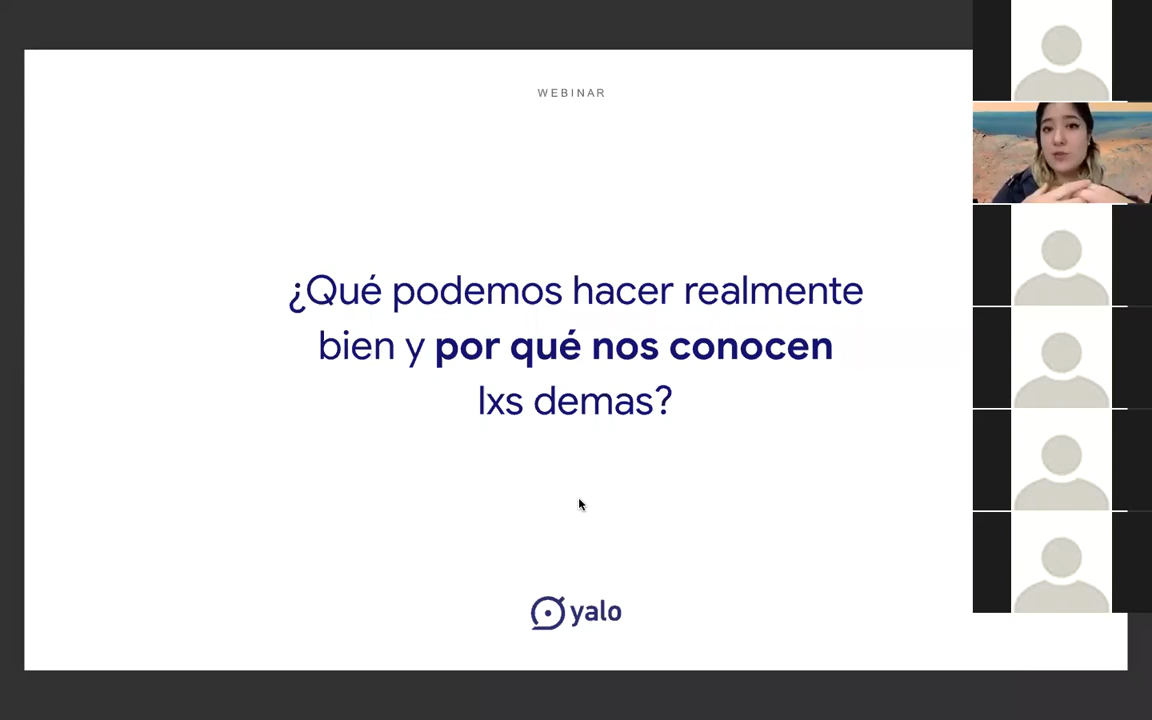 WEBINAR
¿Qué podemos hacer realmente
bien y por qué nos conocen
lxs demas?
yalo